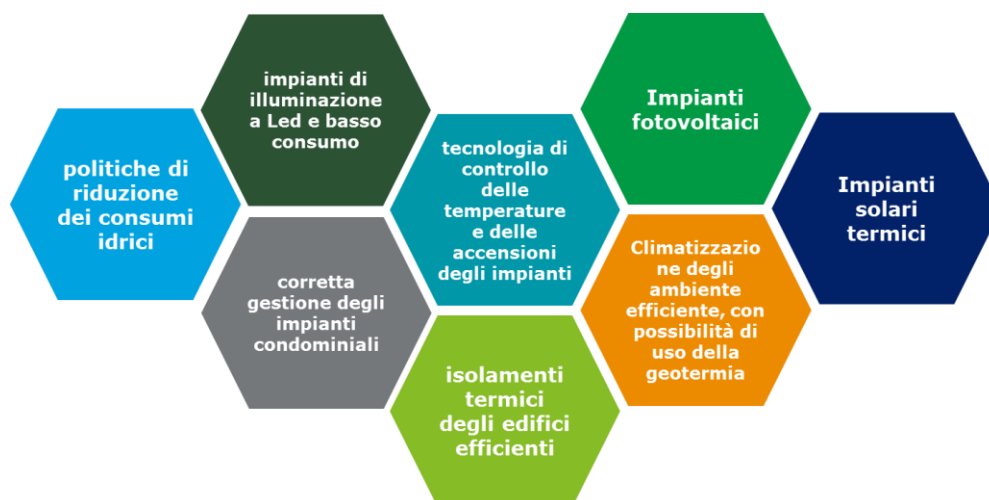 politiche di
riduzione
dei consumi
idrici
impianti di
illuminazione
a Led e basso
consumo
corretta
gestione degli
impianti
condominiali
tecnologia di
controllo
delle
temperature
e delle
accensioni
degli impianti
isolamenti
termici
degli edifici
efficienti
Impianti
fotovoltaici
Climatizzazio
ne degli
ambiente
efficiente, con
possibilità di
uso della
geotermia
Impianti
solari
termici